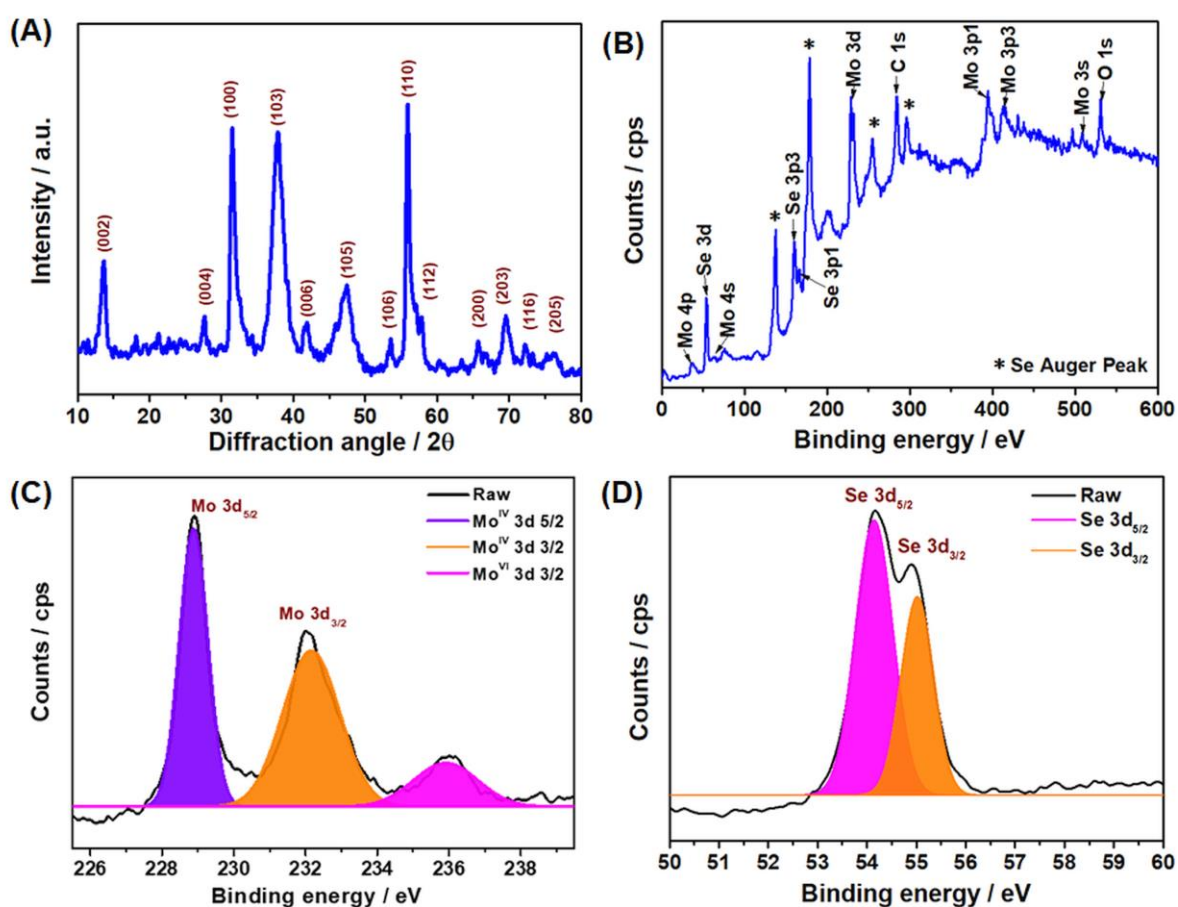 (A)
Intensity / a.u.
(002)
(004)
(100)
(103)
(006)
(105)
(106)
(110)
(112)
(200)
(203)
(116)
(205)
10 20 30 40 50 60 70 80
Diffraction angle / 2θ
(B)
Counts / cps
Mo 4p
Se 3d
Mo 4s
*
Se 3p3
Se 3p1
*
Mo 3d
*
C 1s
*
Mo 3p1
Mo 3p3
Mo 3s
O 1s
* Se Auger Peak
0 100 200 300 400 500 600
Binding energy / eV
(C)
Counts / cps
Mo 3d5/2
Mo 3d3/2
Raw
Mo^IV 3d 5/2
Mo^IV 3d 3/2
Mo^VI 3d 3/2
226 228 230 232 234 236 238
Binding energy / eV
(D)
Counts / cps
Se 3d5/2
Se 3d3/2
Raw
Se 3d5/2
Se 3d3/2
50 51 52 53 54 55 56 57 58 59 60
Binding energy / eV